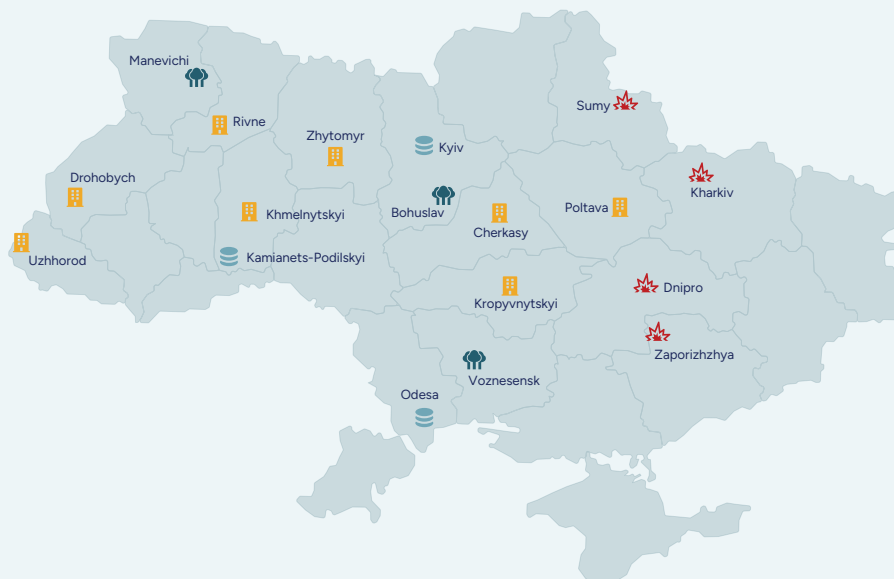 Manevichi
Sumy
Rivne
Zhytomyr
Kyiv
Drohobych
Kharkiv
Poltava
Bohuslav
Khmelnytskyi
Cherkasy
Uzhhorod
Kamianets-Podilskyi
Dnipro
Kropyvnytskyi
Zaporizhzhya
Voznesensk
Odesa